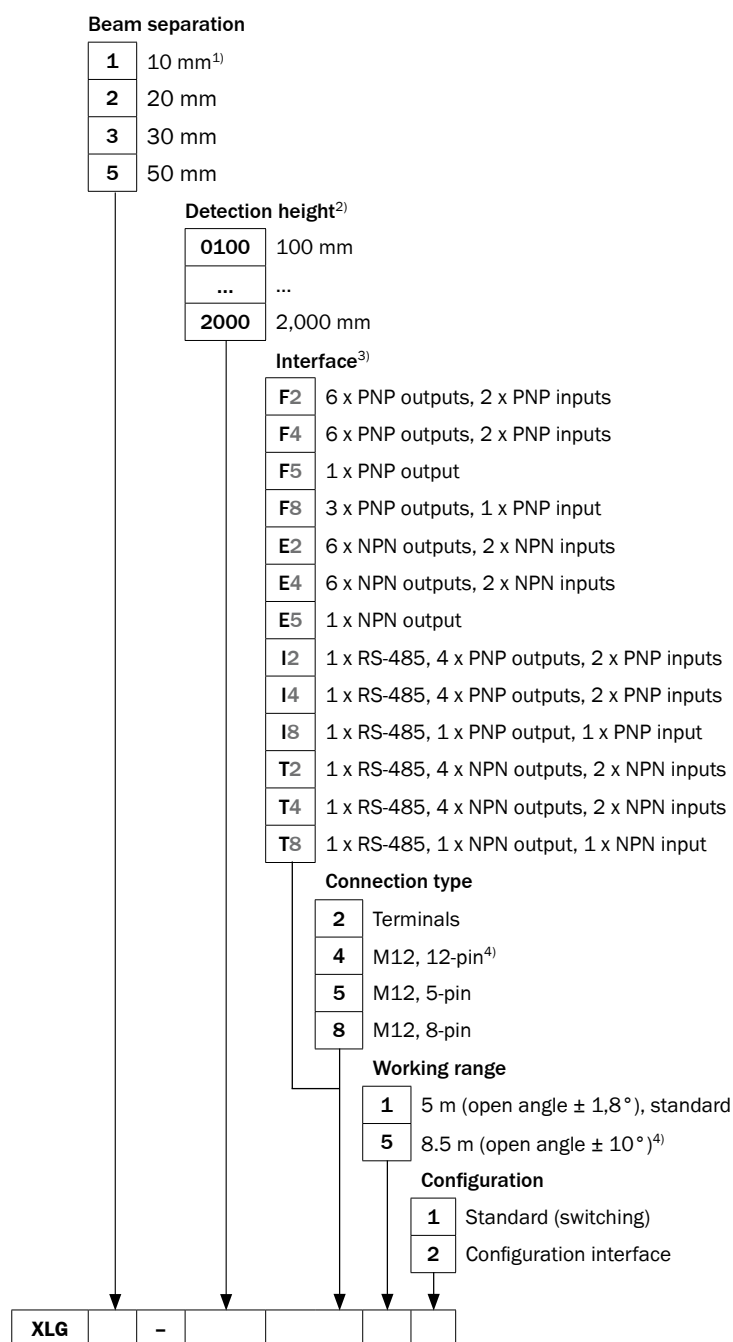 Beam separation
1 10 mm1)
2 20 mm
3 30 mm
5 50 mm
Detection height2)
0100 100 mm
... ...
2000 2,000 mm
Interface3)
F2 6 x PNP outputs, 2 x PNP inputs
F4 6 x PNP outputs, 2 x PNP inputs
F5 1 x PNP output
F8 3 x PNP outputs, 1 x PNP input
E2 6 x NPN outputs, 2 x NPN inputs
E4 6 x NPN outputs, 2 x NPN inputs
E5 1 x NPN output
I2 1 x RS-485, 4 x PNP outputs, 2 x PNP inputs
I4 1 x RS-485, 4 x PNP outputs, 2 x PNP inputs
I8 1 x RS-485, 1 x PNP output, 1 x PNP input
T2 1 x RS-485, 4 x NPN outputs, 2 x NPN inputs
T4 1 x RS-485, 4 x NPN outputs, 2 x NPN inputs
T8 1 x RS-485, 1 x NPN output, 1 x NPN input
Connection type
2 Terminals
4 M12, 12-pin4)
5 M12, 5-pin
8 M12, 8-pin
Working range
1 5 m (open angle ± 1,8°), standard
5 8.5 m (open angle ± 10°)4)
Configuration
1 Standard (switching)
2 Configuration interface
XLG –